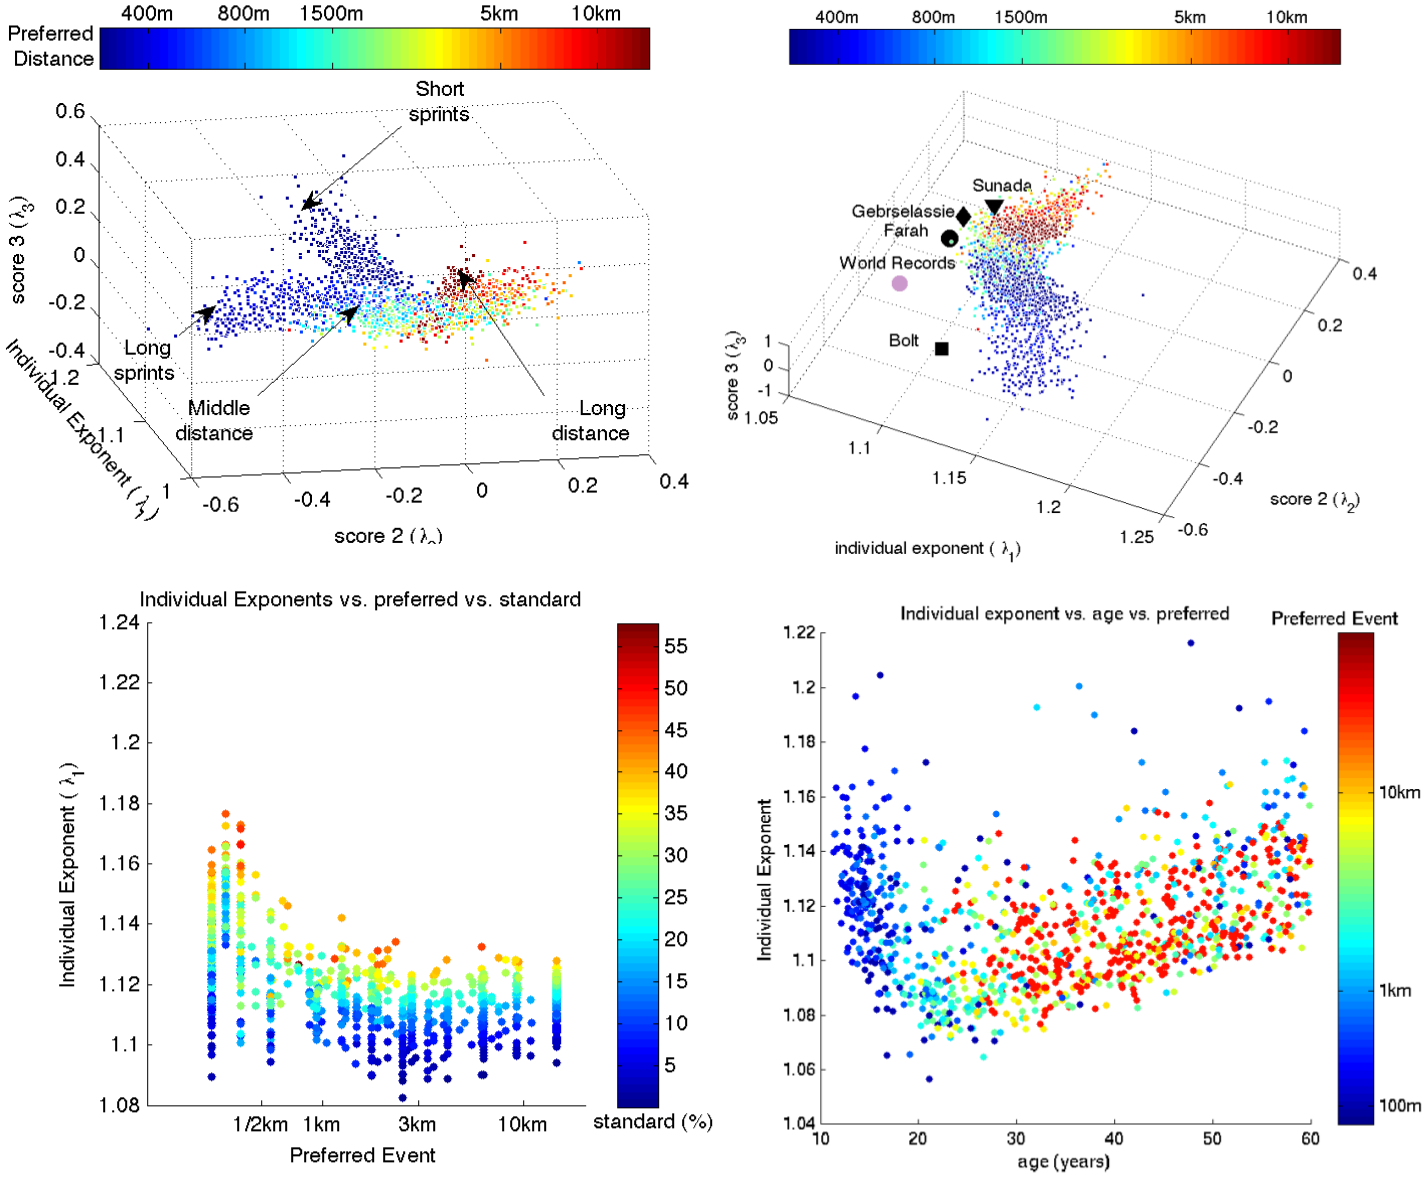 400m 800m 1500m 5km 10km
Preferred
Distance
Short
sprints
0.6
0.4
0.2
0
-0.2
-0.4
score 3 (λ3)
Long
sprints
Middle
distance
Long
distance
1.2
1.1
1
Individual Exponent (λ1)
-0.6 -0.4 -0.2 0 0.2 0.4
score 2 (λ2)
400m 800m 1500m 5km 10km
Sunada
Gebrselassie
Farah
World Records
Bolt
1
0
-1
score 3 (λ3)
1.05
1.1
1.15
1.2
1.25
individual exponent (λ1)
0.4
0.2
0
-0.2
-0.4
-0.6
score 2 (λ2)
Individual Exponents vs. preferred vs. standard
1.24
1.22
1.2
1.18
1.16
1.14
1.12
1.1
1.08
Individual Exponent (λ1)
1/2km 1km 3km 10km
Preferred Event
55
50
45
40
35
30
25
20
15
10
5
standard (%)
Individual exponent vs. age vs. preferred
Preferred Event
1.22
1.2
1.18
1.16
1.14
1.12
1.1
1.08
1.06
1.04
Individual Exponent
10 20 30 40 50 60
age (years)
10km
1km
100m